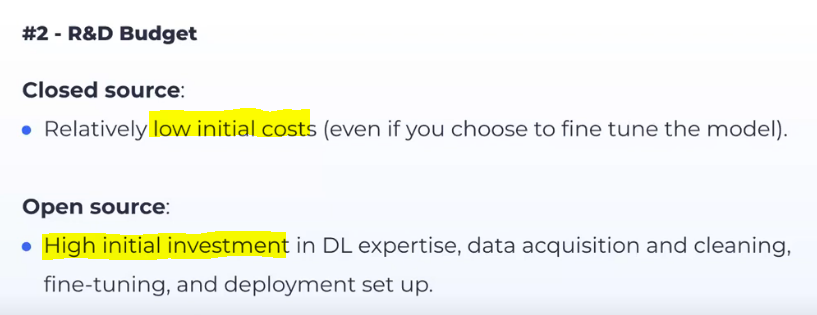 #2 - R&D Budget
Closed source:
• Relatively low initial costs (even if you choose to fine tune the model).
Open source:
• High initial investment in DL expertise, data acquisition and cleaning,
fine-tuning, and deployment set up.